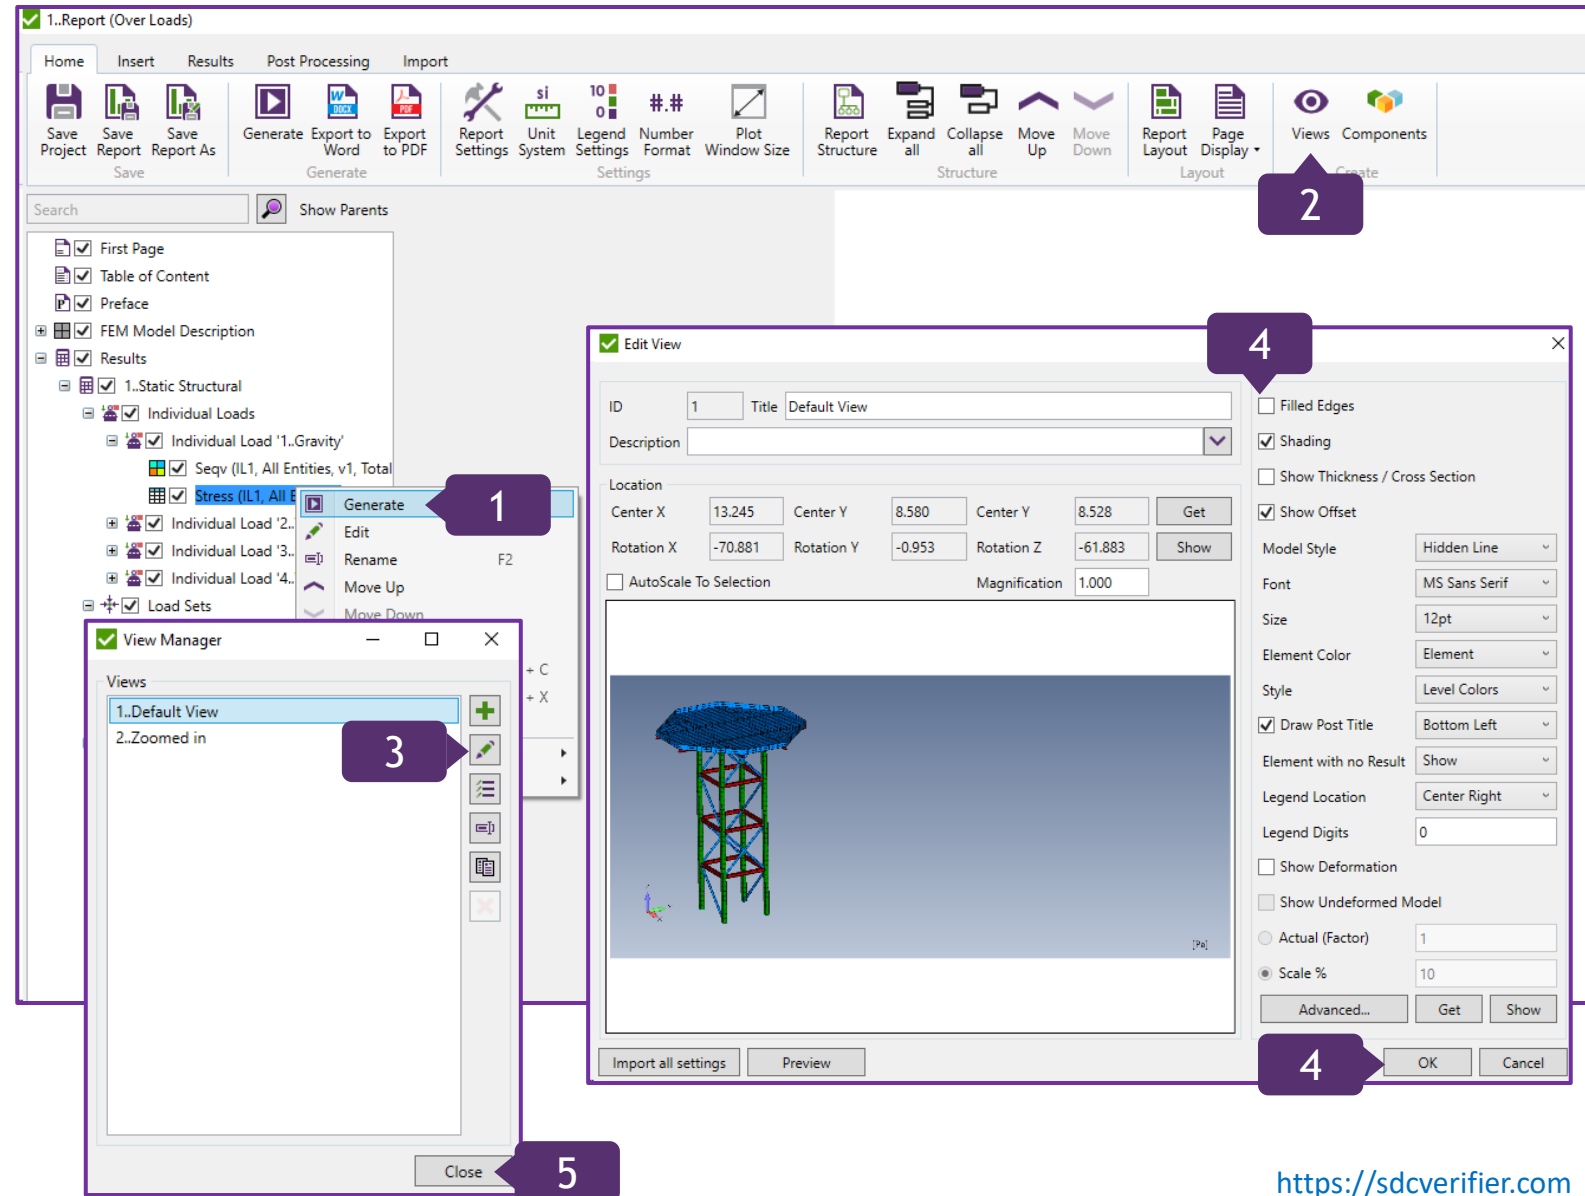 1..Report (Over Loads)
Home Insert Results Post Processing Import
Save Project
Save Report
Save Report As
Save
Generate
Export to Word
Export to PDF
Generate
Report Settings
si
Unit System
10
0
Legend Settings
#.#
Number Format
Plot Window Size
Settings
Report Structure
Expand all
Collapse all
Move Up
Move Down
Structure
Report Layout
Page Display
Layout
Views
Components
Create
2
Search
Show Parents
First Page
Table of Content
Preface
FEM Model Description
Results
1..Static Structural
Individual Loads
Individual Load '1..Gravity'
Seqv (IL1, All Entities, v1, Total
Stress (IL1, All E
Individual Load '2..
Individual Load '3..
Individual Load '4..
Load Sets
Generate
1
Edit
Rename F2
Move Up
Move Down
+ C
+ X
View Manager
Views
1..Default View
2..Zoomed in
3
Close
5
Edit View
4
ID 1 Title Default View
Description
Location
Center X 13.245 Center Y 8.580 Center Y 8.528 Get
Rotation X -70.881 Rotation Y -0.953 Rotation Z -61.883 Show
AutoScale To Selection Magnification 1.000
[Pa]
Import all settings Preview
Filled Edges
Shading
Show Thickness / Cross Section
Show Offset
Model Style Hidden Line
Font MS Sans Serif
Size 12pt
Element Color Element
Style Level Colors
Draw Post Title Bottom Left
Element with no Result Show
Legend Location Center Right
Legend Digits 0
Show Deformation
Show Undeformed Model
Actual (Factor) 1
Scale % 10
Advanced... Get Show
4
OK Cancel
https://sdcverifier.com